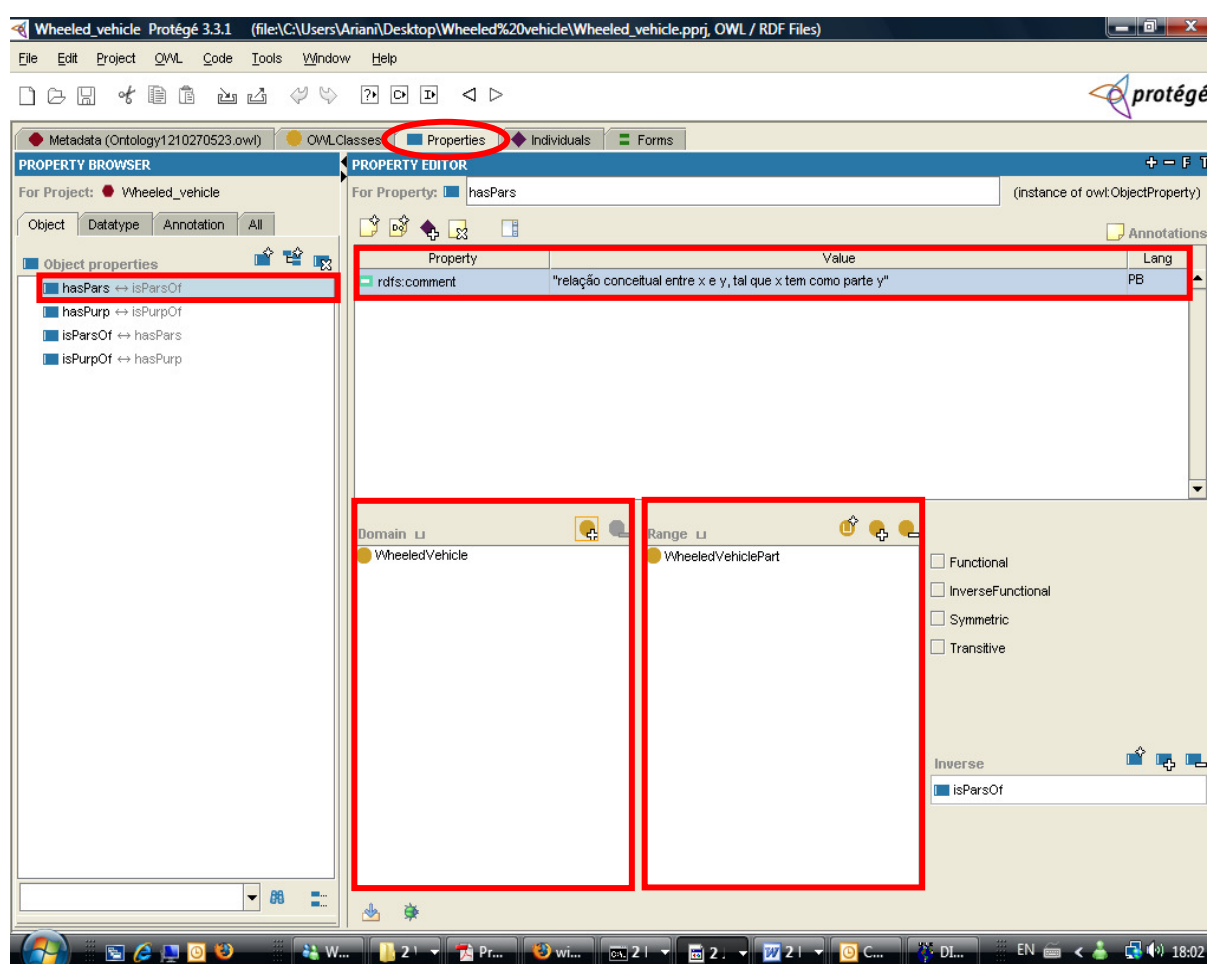 Wheeled_vehicle Protégé 3.3.1 (file:\C:\Users\Ariani\Desktop\Wheeled%20vehicle\Wheeled_vehicle.pprj, OWL / RDF Files)
File Edit Project OWL Code Tools Window Help
protégé
Metadata (Ontology1210270523.owl) OWLClasses Properties Individuals Forms
PROPERTY BROWSER PROPERTY EDITOR
For Project: Wheeled_vehicle For Property: hasPars (instance of owl:ObjectProperty)
Object Datatype Annotation All
Annotations
Object properties Property Value Lang
hasPars ↔ isParsOf rdfs:comment "relação conceitual entre x e y, tal que x tem como parte y" PB
hasPurp ↔ isPurpOf
isParsOf ↔ hasPars
isPurpOf ↔ hasPurp
Domain Range
WheeledVehicle WheeledVehiclePart
Functional
InverseFunctional
Symmetric
Transitive
Inverse
isParsOf
W... Pr... wi... C... DI... EN 18:02